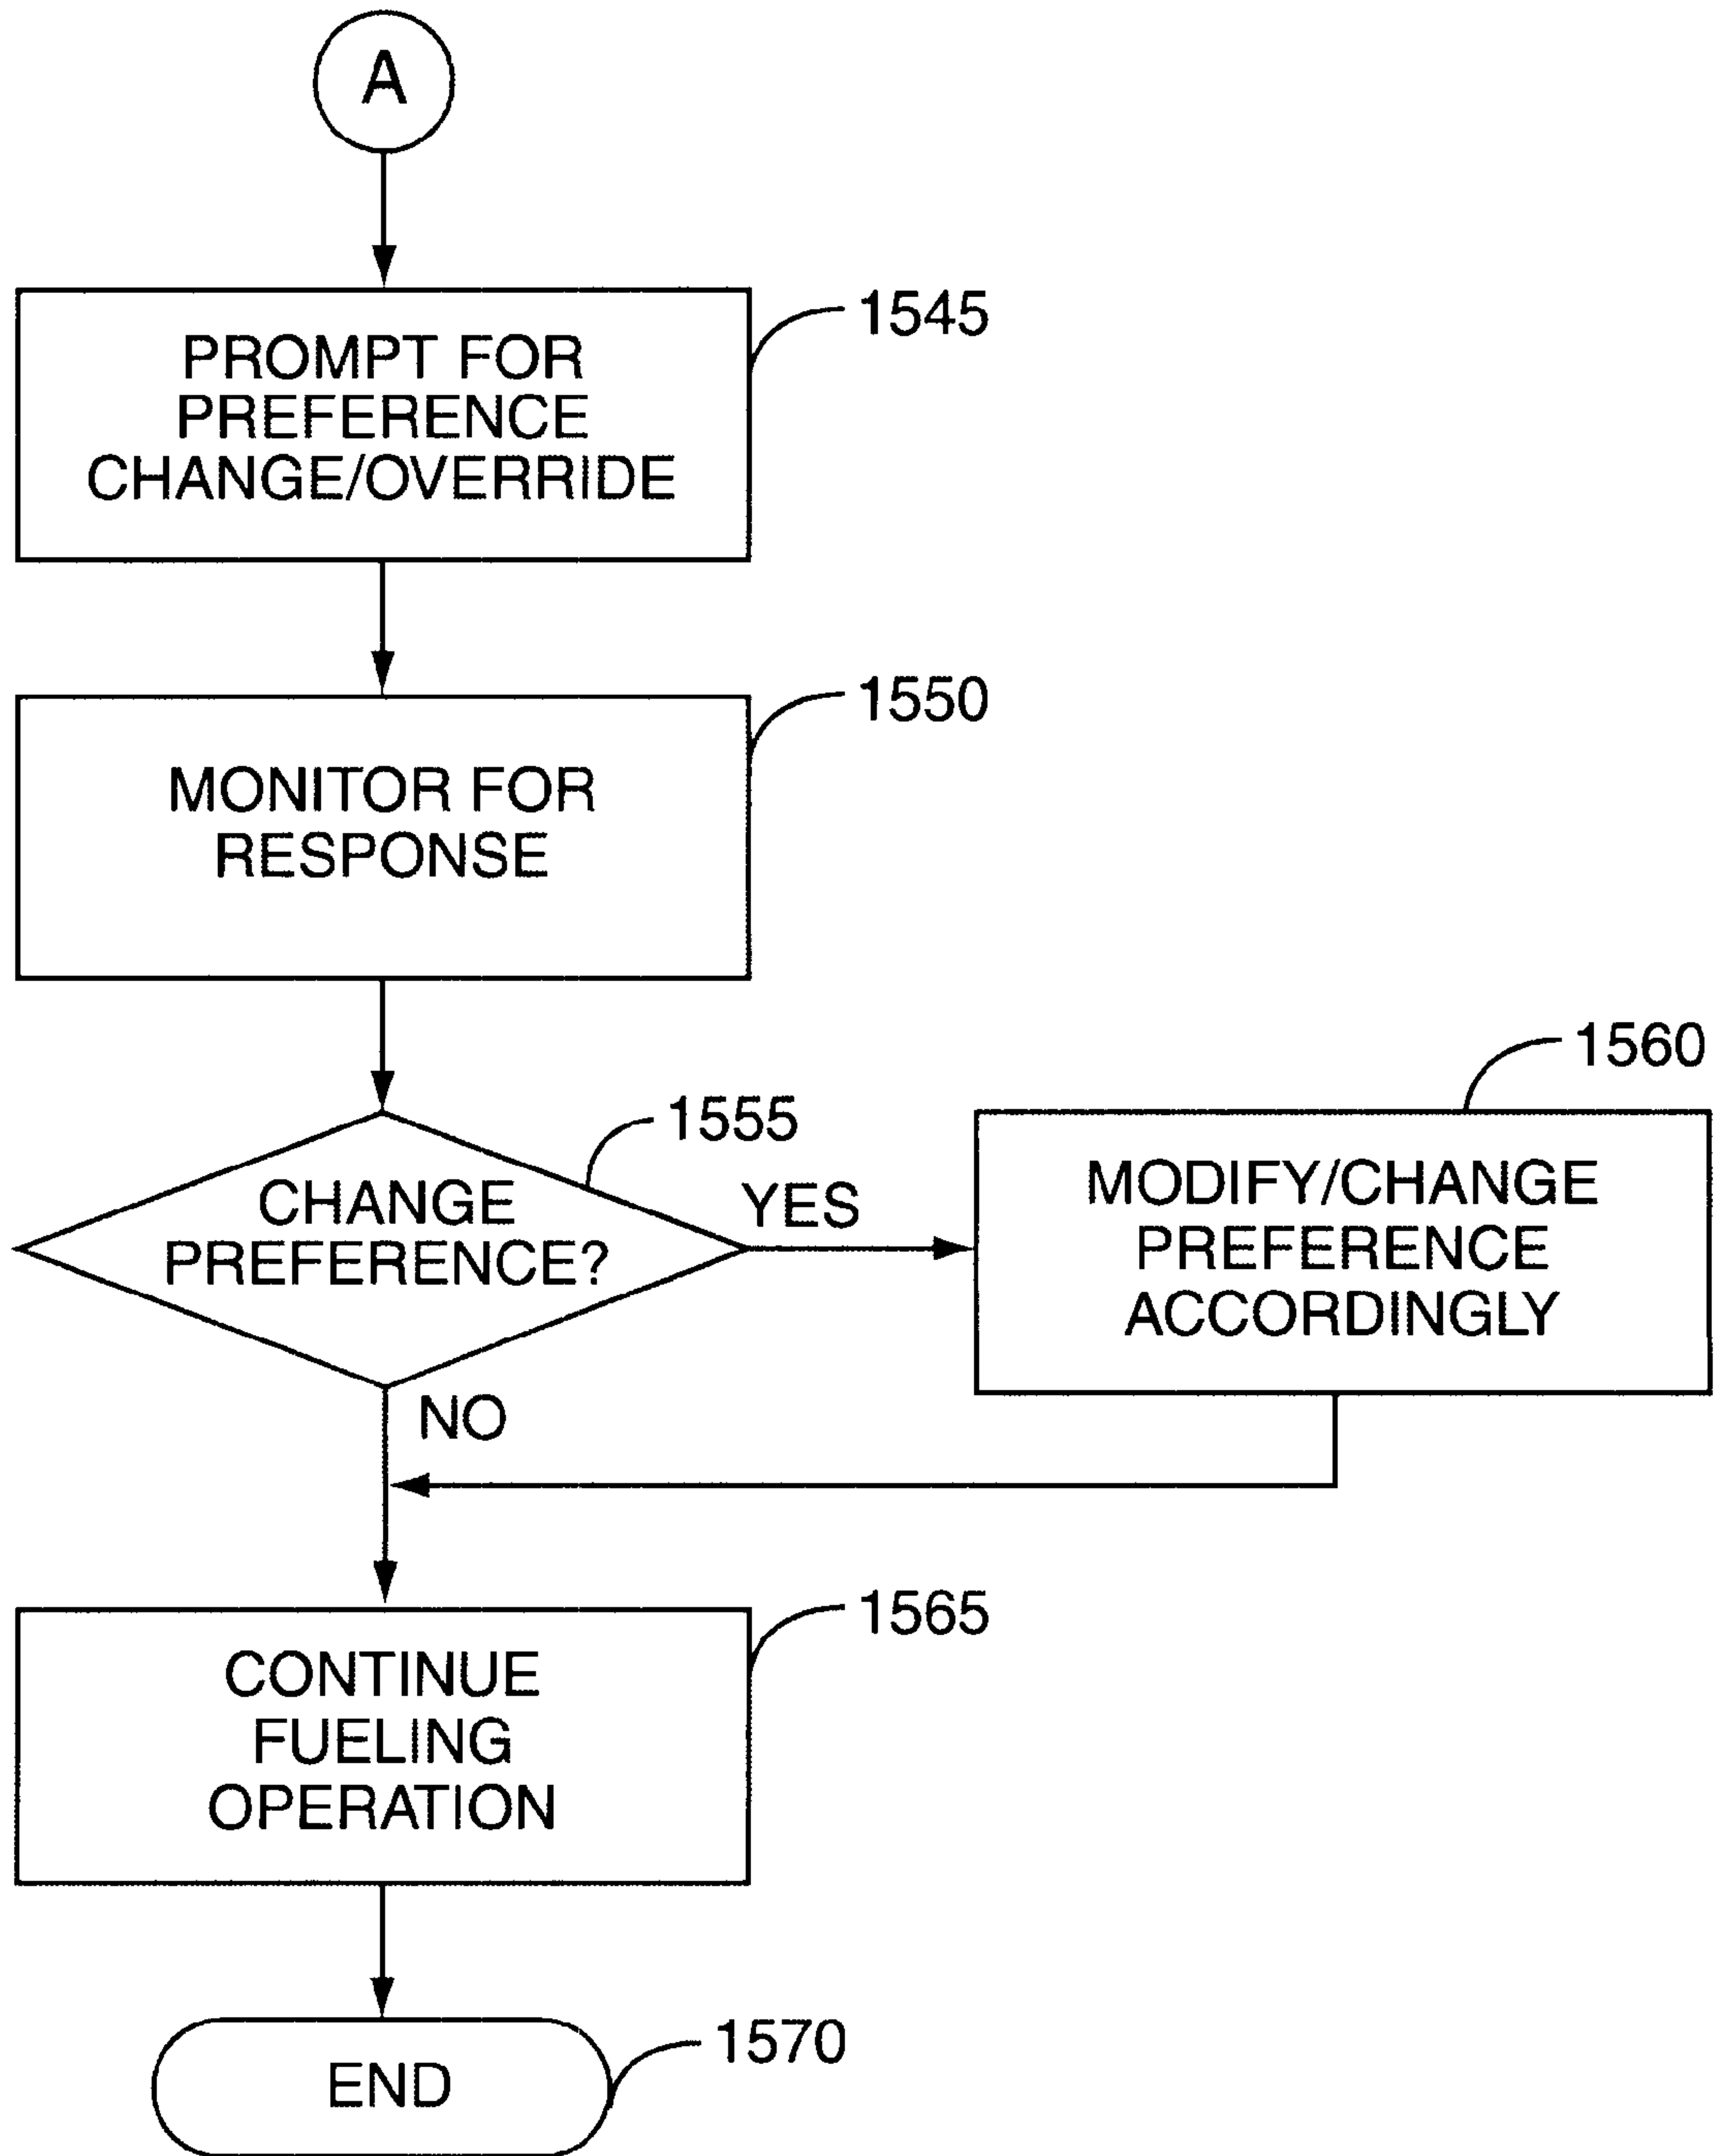 A
PROMPT FOR
PREFERENCE
CHANGE/OVERRIDE
1545
MONITOR FOR
RESPONSE
1550
CHANGE
PREFERENCE?
1555
YES
MODIFY/CHANGE
PREFERENCE
ACCORDINGLY
1560
NO
CONTINUE
FUELING
OPERATION
1565
END
1570